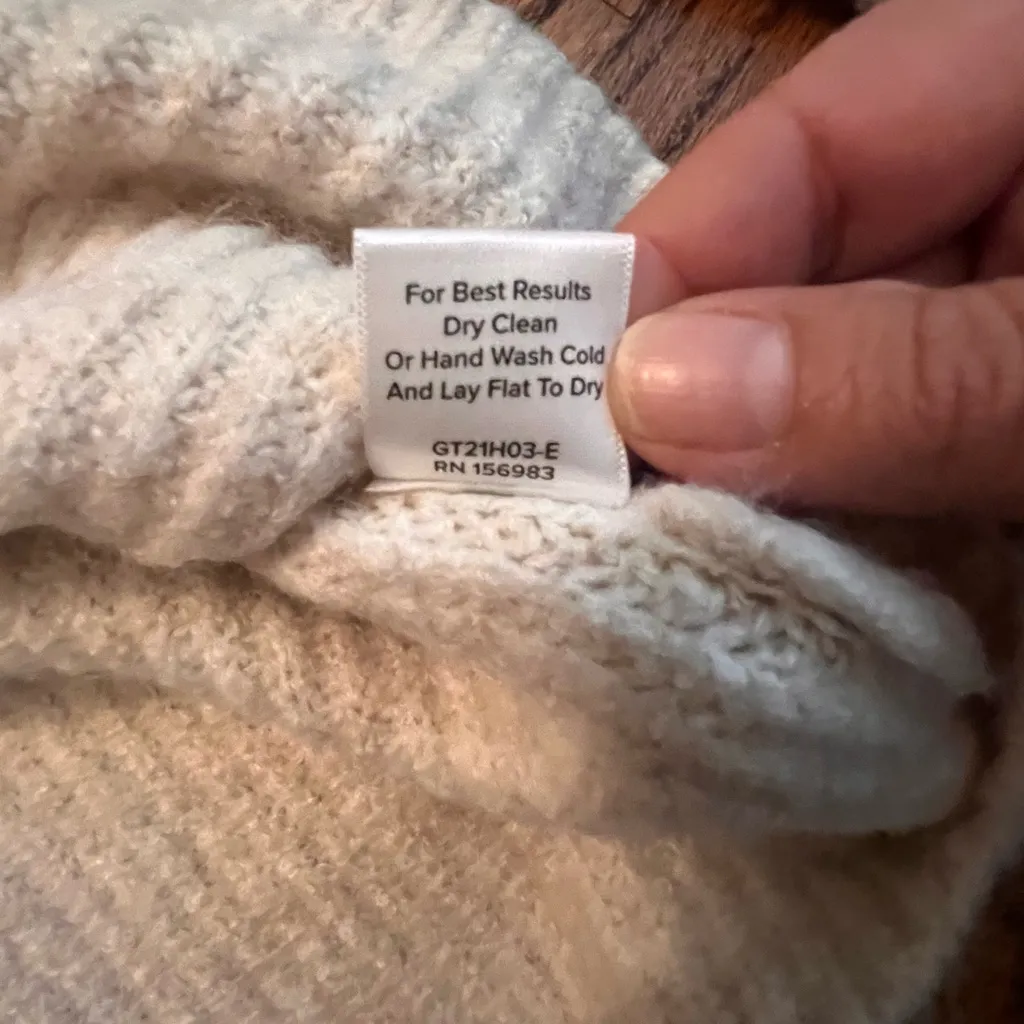 For Best Results
Dry Clean
Or Hand Wash Cold
And Lay Flat To Dry
GT21H03-E
RN 156983